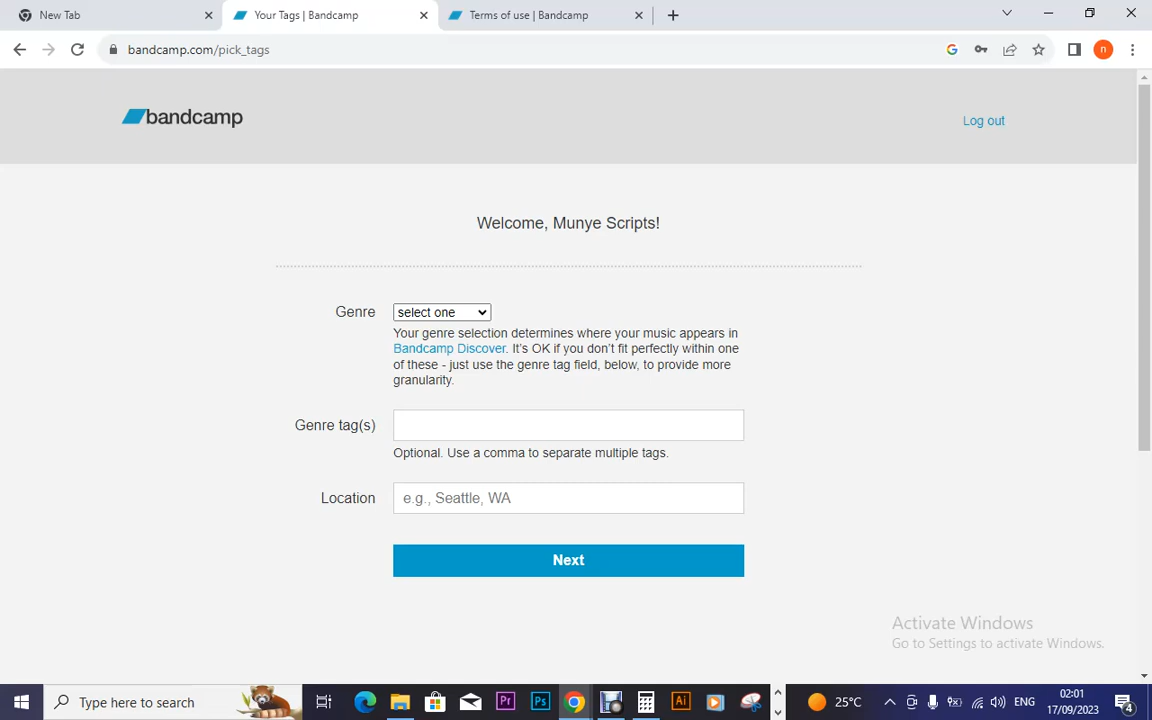 New Tab
Your Tags | Bandcamp
Terms of use | Bandcamp
bandcamp.com/pick_tags
n
bandcamp
Log out
Welcome, Munye Scripts!
Genre
select one
Your genre selection determines where your music appears in
Bandcamp Discover. It's OK if you don't fit perfectly within one
of these - just use the genre tag field, below, to provide more
granularity.
Genre tag(s)
Optional. Use a comma to separate multiple tags.
Location
e.g., Seattle, WA
Next
Activate Windows
Go to Settings to activate Windows.
Type here to search
Pr
Ps
Ai
25°C
ENG
02:01
17/09/2023
4